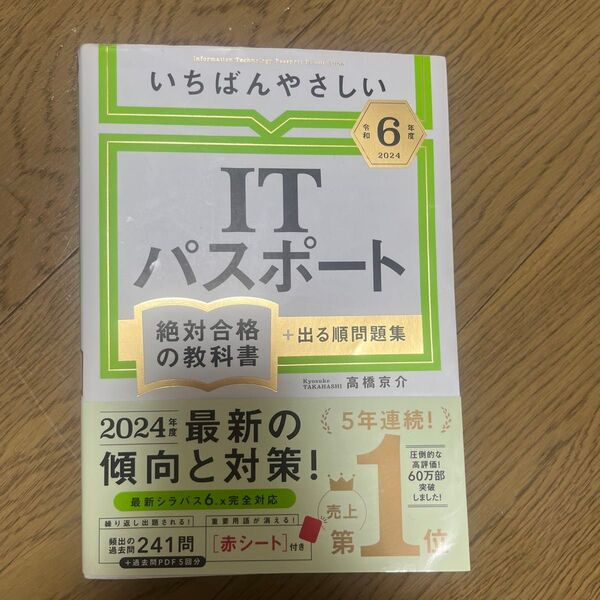 いちばんやさしい
令和
6
年度
2024
IT
パスポート
絶対合格
の教科書
+出る順問題集
Kyosuke
TAKAHASHI 高橋京介
2024年度 最新の
傾向と対策!
最新シラバス6.x完全対応
繰り返し出題される!
頻出の
過去問241問
+過去問PDF5回分
重要用語が消える!
[赤シート]付き
5年連続!
売上
第1位
圧倒的な
高評価!
60万部
突破
しました!